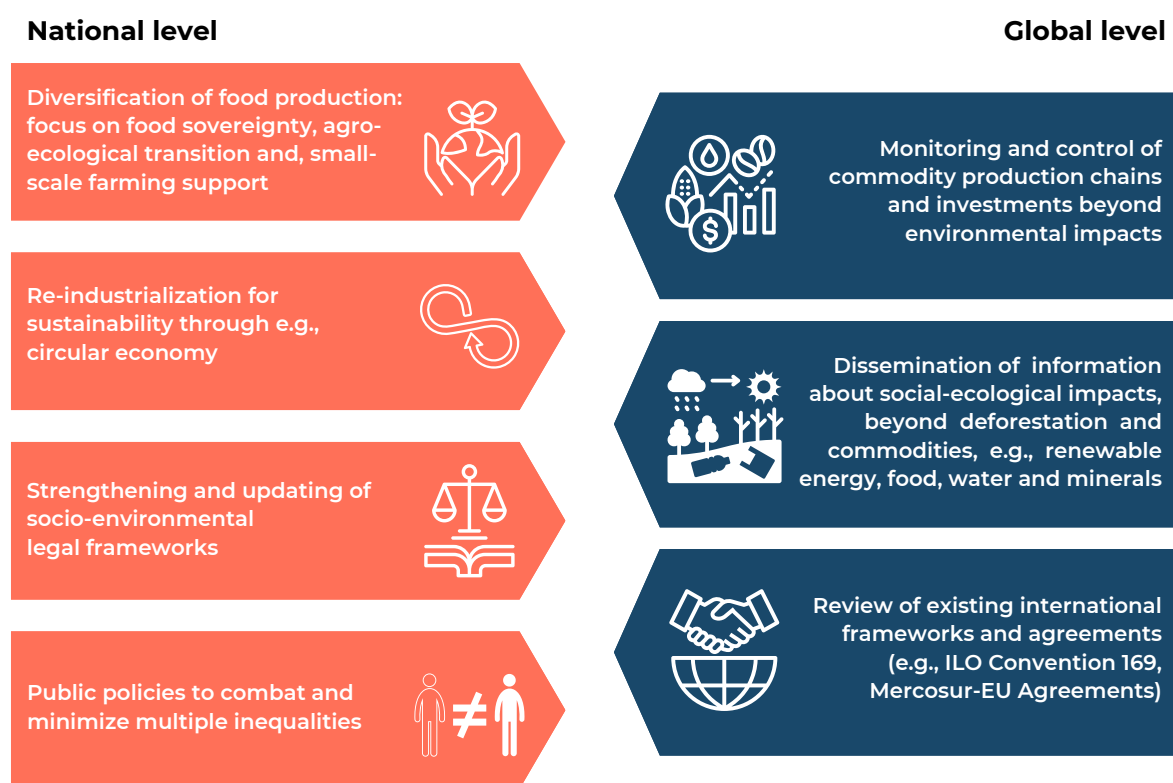 National level
Diversification of food production:
focus on food sovereignty, agro-
ecological transition and, small-
scale farming support
Re-industrialization for
sustainability through e.g.,
circular economy
Strengthening and updating of
socio-environmental
legal frameworks
Public policies to combat and
minimize multiple inequalities
Global level
Monitoring and control of
commodity production chains
and investments beyond
environmental impacts
Dissemination of information
about social-ecological impacts,
beyond deforestation and
commodities, e.g., renewable
energy, food, water and minerals
Review of existing international
frameworks and agreements
(e.g., ILO Convention 169,
Mercosur-EU Agreements)